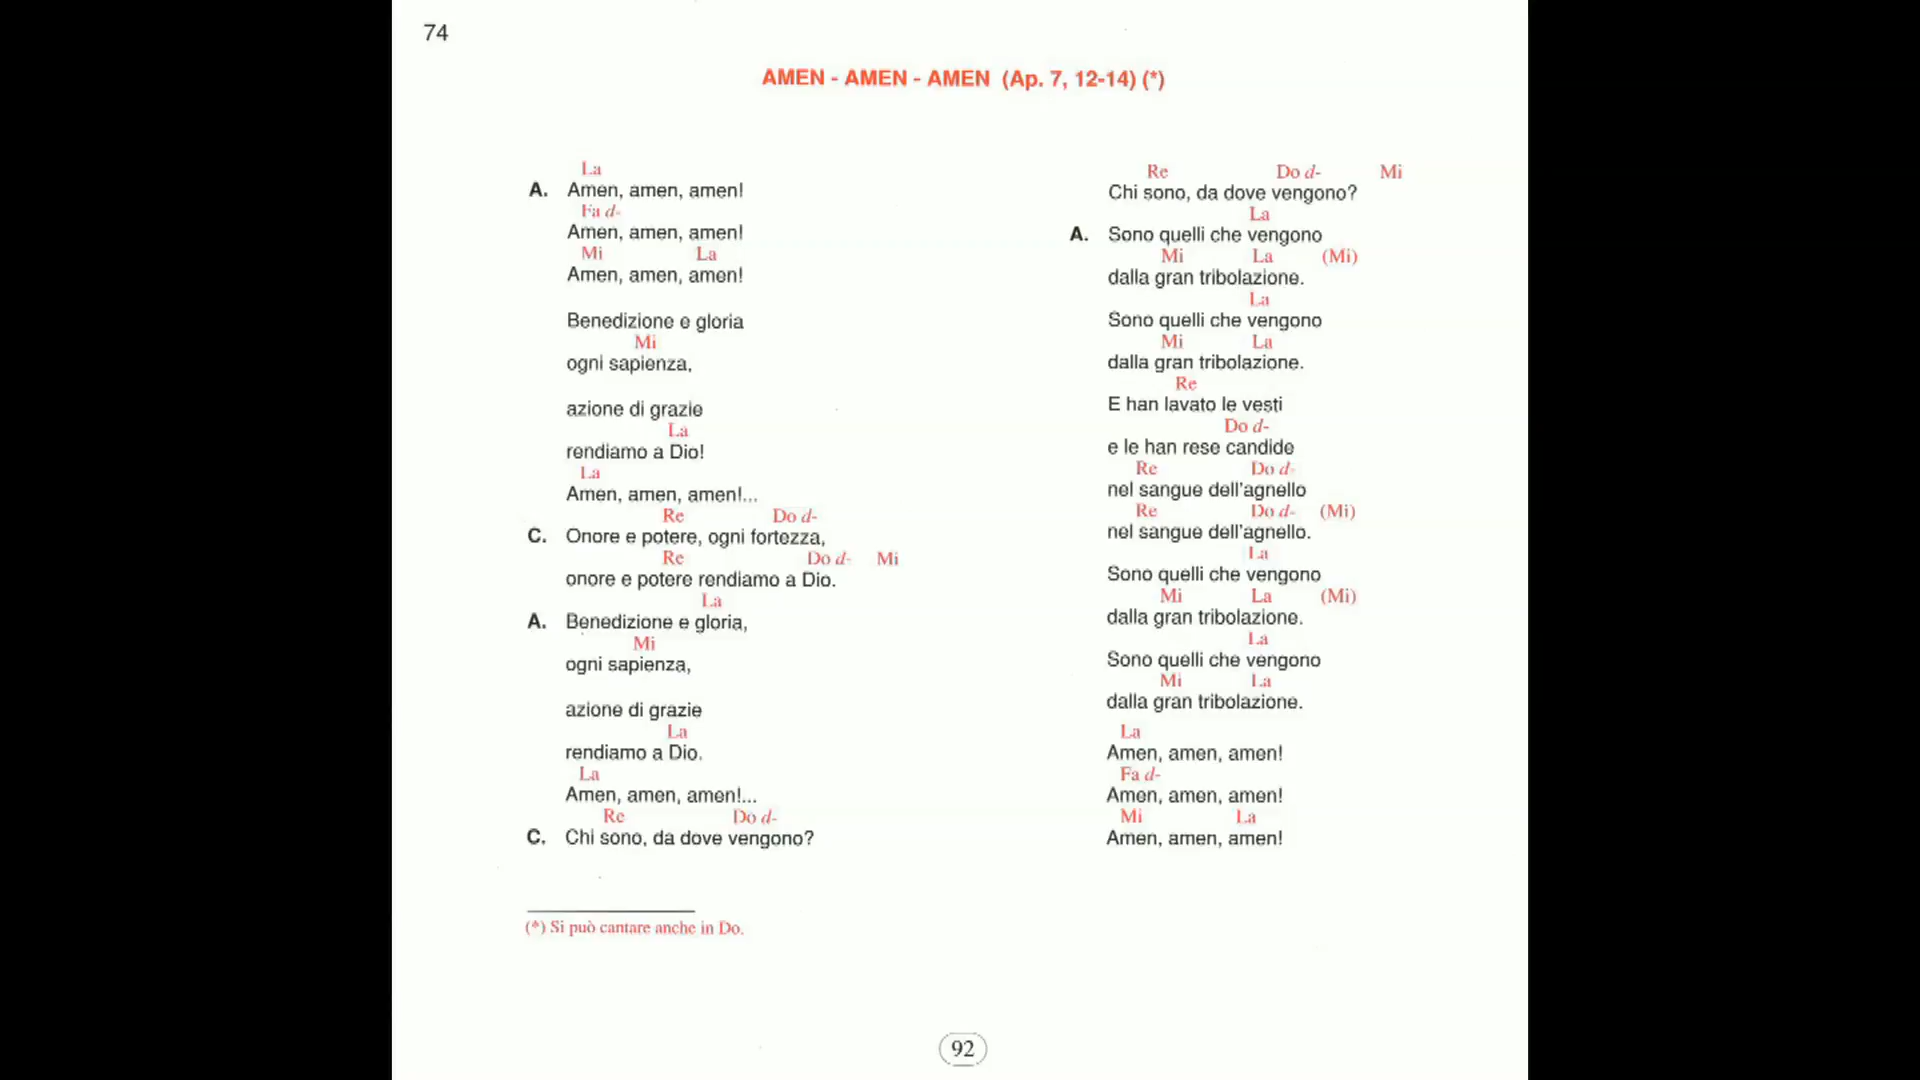 74
AMEN - AMEN - AMEN (Ap. 7, 12-14) (*)
La
A. Amen, amen, amen!
Fa d-
Amen, amen, amen!
Mi La
Amen, amen, amen!
Benedizione e gloria
Mi
ogni sapienza,
azione di grazie
La
rendiamo a Dio!
La
Amen, amen, amen!...
Re Do d-
C. Onore e potere, ogni fortezza,
Re Do d- Mi
onore e potere rendiamo a Dio.
La
A. Benedizione e gloria,
Mi
ogni sapienza,
azione di grazie
La
rendiamo a Dio.
La
Amen, amen, amen!...
Re Do d-
C. Chi sono, da dove vengono?
Re Do d- Mi
Chi sono, da dove vengono?
La
A. Sono quelli che vengono
Mi La (Mi)
dalla gran tribolazione.
La
Sono quelli che vengono
Mi La
dalla gran tribolazione.
Re
E han lavato le vesti
Do d-
e le han rese candide
Re Do d-
nel sangue dell'agnello
Re Do d- (Mi)
nel sangue dell'agnello.
La
Sono quelli che vengono
Mi La (Mi)
dalla gran tribolazione.
La
Sono quelli che vengono
Mi La
dalla gran tribolazione.
La
Amen, amen, amen!
Fa d-
Amen, amen, amen!
Mi La
Amen, amen, amen!
(*) Si può cantare anche in Do.
92